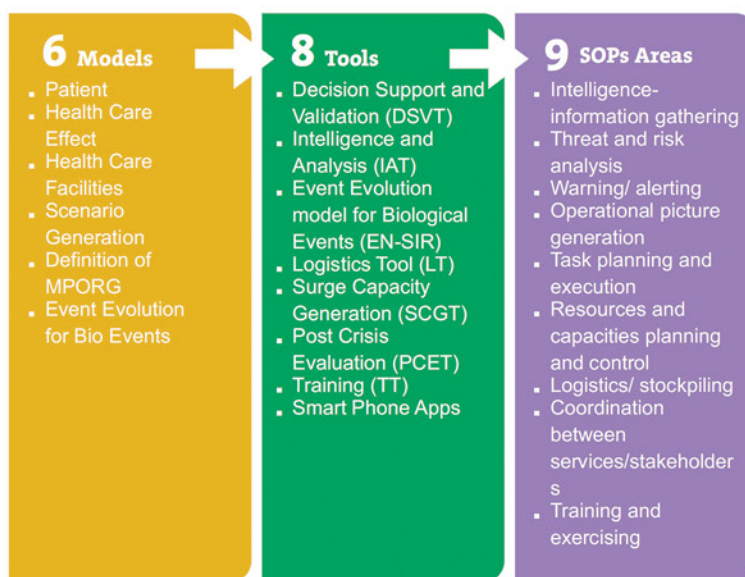 6 Models
Patient
Health Care
Effect
Health Care
Facilities
Scenario
Generation
Definition of
MPORG
Event Evolution
for Bio Events
8 Tools
Decision Support and
Validation (DSVT)
Intelligence and
Analysis (IAT)
Event Evolution
model for Biological
Events (EN-SIR)
Logistics Tool (LT)
Surge Capacity
Generation (SCGT)
Post Crisis
Evaluation (PCET)
Training (TT)
Smart Phone Apps
9 SOPs Areas
Intelligence-
information gathering
Threat and risk
analysis
Warning/ alerting
Operational picture
generation
Task planning and
execution
Resources and
capacities planning
and control
Logistics/ stockpiling
Coordination
between
services/stakeholder
s
Training and
exercising